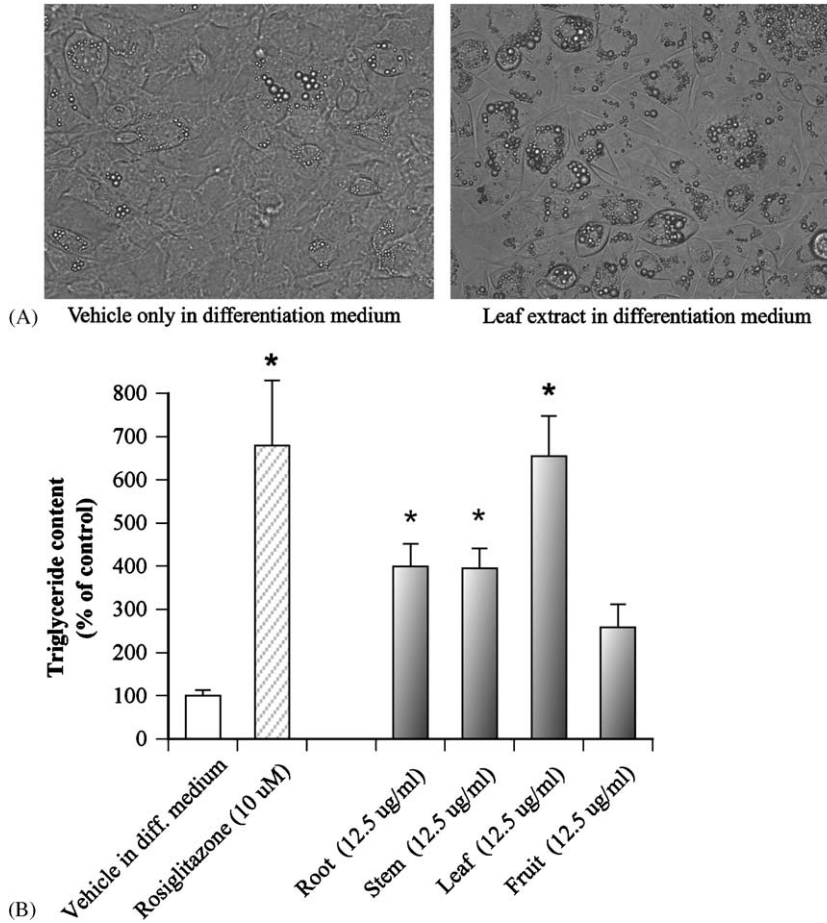 (A)
Vehicle only in differentiation medium
Leaf extract in differentiation medium
Triglyceride content
(% of control)
800
700
600
500
400
300
200
100
0
*
*
*
*
Vehicle in diff. medium
Rosiglitazone (10 uM)
Root (12.5 ug/ml)
Stem (12.5 ug/ml)
Leaf (12.5 ug/ml)
Fruit (12.5 ug/ml)
(B)